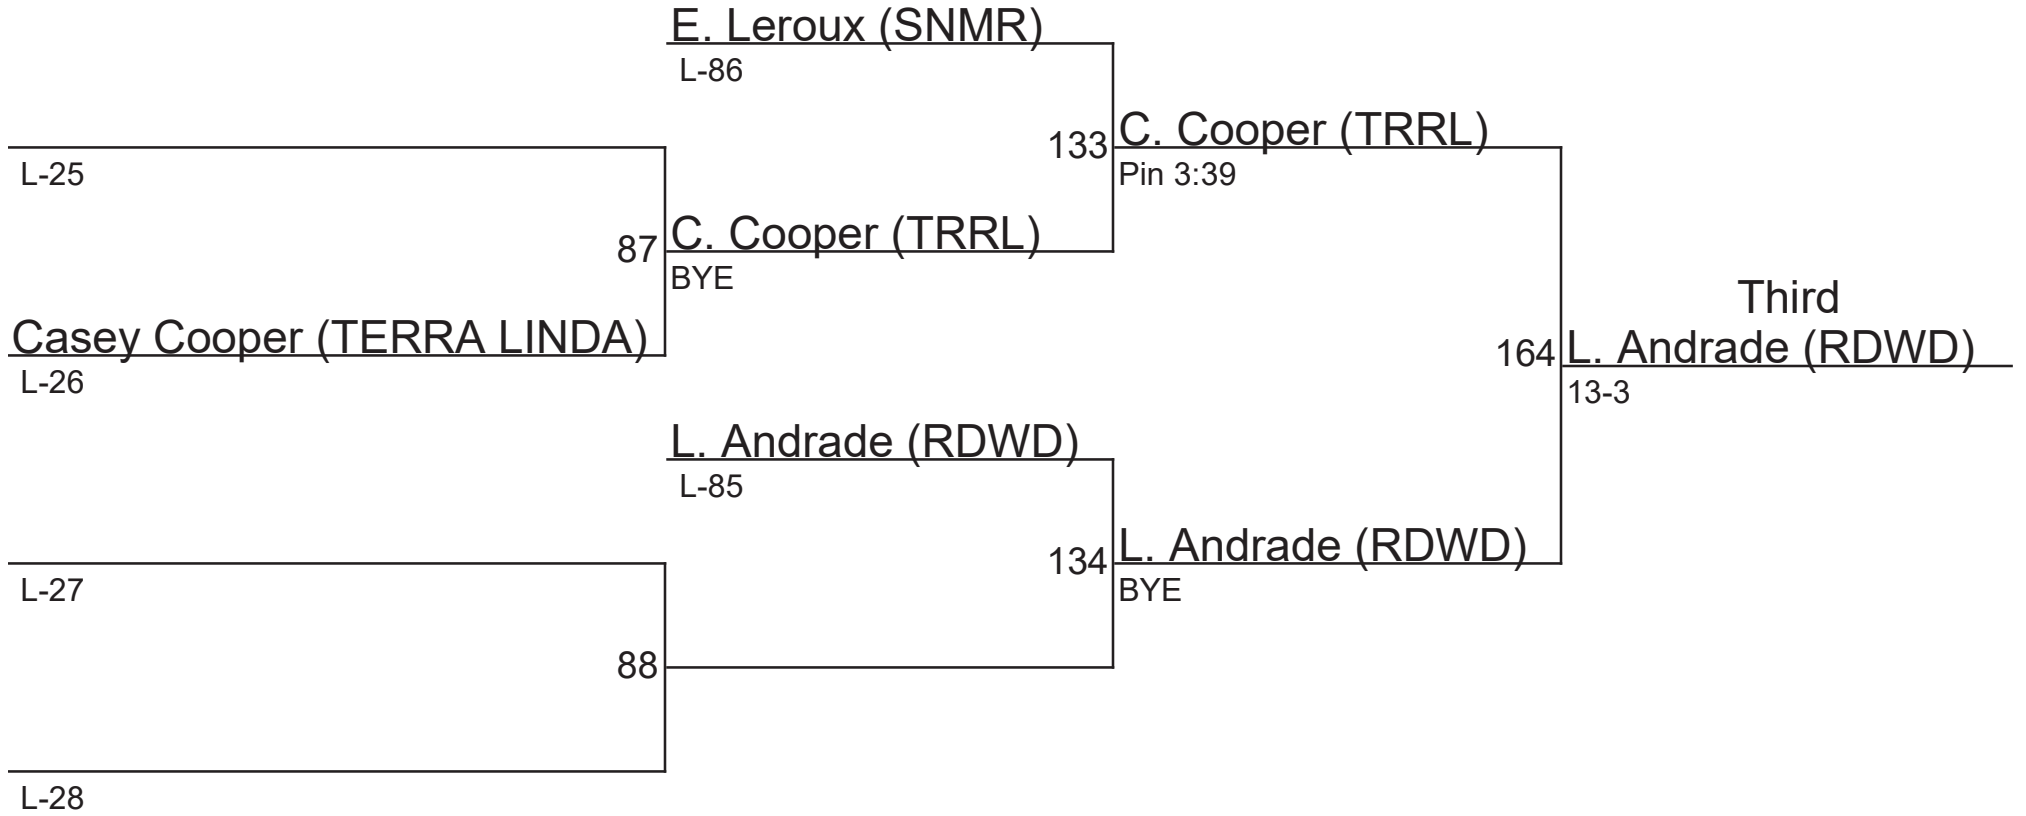 E. Leroux (SNMR)
L-86
133 C. Cooper (TRRL)
Pin 3:39
L-25
87 C. Cooper (TRRL)
BYE
Third
Casey Cooper (TERRA LINDA)
L-26
164 L. Andrade (RDWD)
13-3
L. Andrade (RDWD)
L-85
134 L. Andrade (RDWD)
BYE
L-27
88
L-28